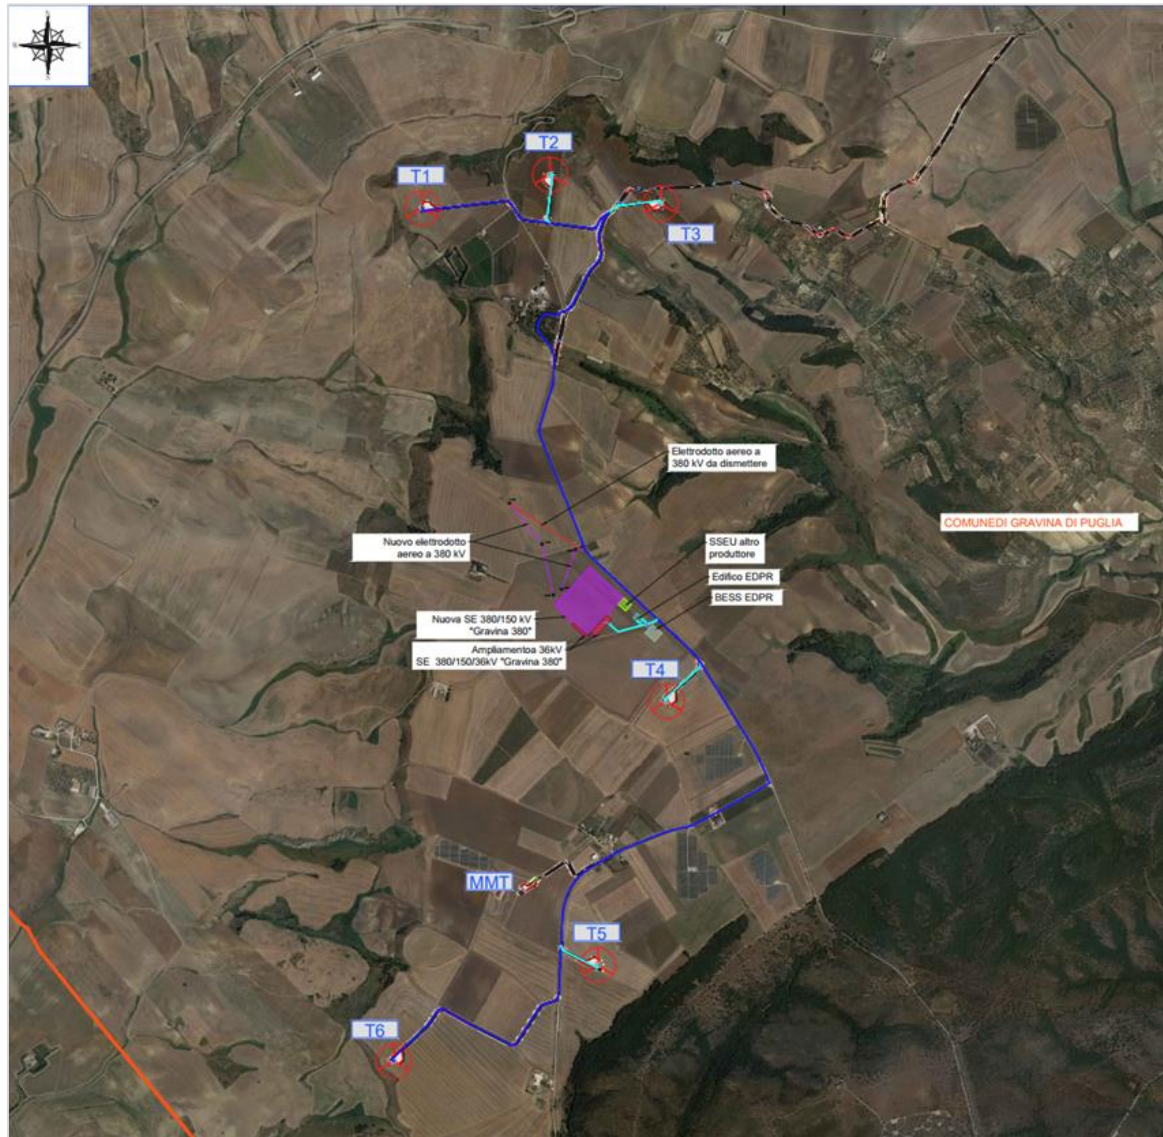 T2
T1
T3
Elettrodotto aereo a
380 kV da dismettere
COMUNEDI GRAVINA DI PUGLIA
Nuovo elettrodotto
aereo a 380 kV
SSEU altro
produttore
Edifico EDPR
BESS EDPR
Nuova SE 380/150 kV
"Gravina 380"
Ampliamentoa 36kV
SE 380/150/36kV "Gravina 380"
T4
MMT
T5
T6